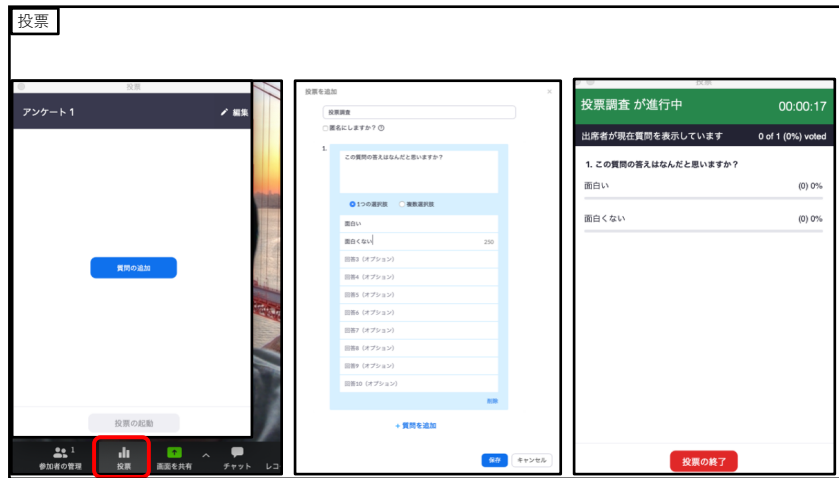 投票
投票
アンケート 1
編集
質問の追加
投票の起動
1
参加者の管理
投票
画面を共有
チャット
レコ
投票を追加
×
投票調査
匿名にしますか？
1.
この質問の答えはなんだと思いますか？
1つの選択肢 複数選択肢
面白い
面白くない 250
回答3（オプション）
回答4（オプション）
回答5（オプション）
回答6（オプション）
回答7（オプション）
回答8（オプション）
回答9（オプション）
回答10（オプション）
削除
+ 質問を追加
保存 キャンセル
投票
投票調査 が進行中 00:00:17
出席者が現在質問を表示しています 0 of 1 (0%) voted
1. この質問の答えはなんだと思いますか？
面白い (0) 0%
面白くない (0) 0%
投票の終了